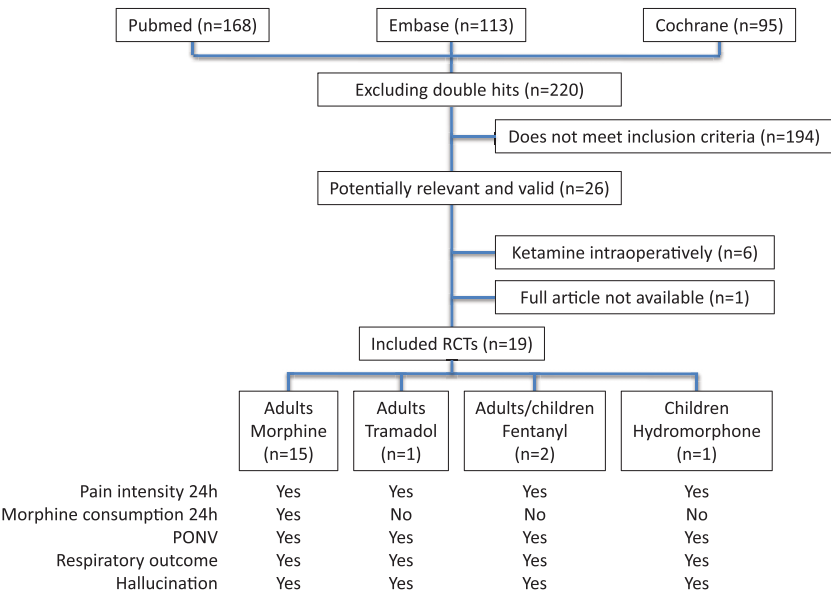 Pubmed (n=168)
Embase (n=113)
Cochrane (n=95)
Excluding double hits (n=220)
Does not meet inclusion criteria (n=194)
Potentially relevant and valid (n=26)
Ketamine intraoperatively (n=6)
Full article not available (n=1)
Included RCTs (n=19)
Adults
Morphine
(n=15)
Adults
Tramadol
(n=1)
Adults/children
Fentanyl
(n=2)
Children
Hydromorphone
(n=1)
Pain intensity 24h Yes Yes Yes Yes
Morphine consumption 24h Yes No No No
PONV Yes Yes Yes Yes
Respiratory outcome Yes Yes Yes Yes
Hallucination Yes Yes Yes Yes